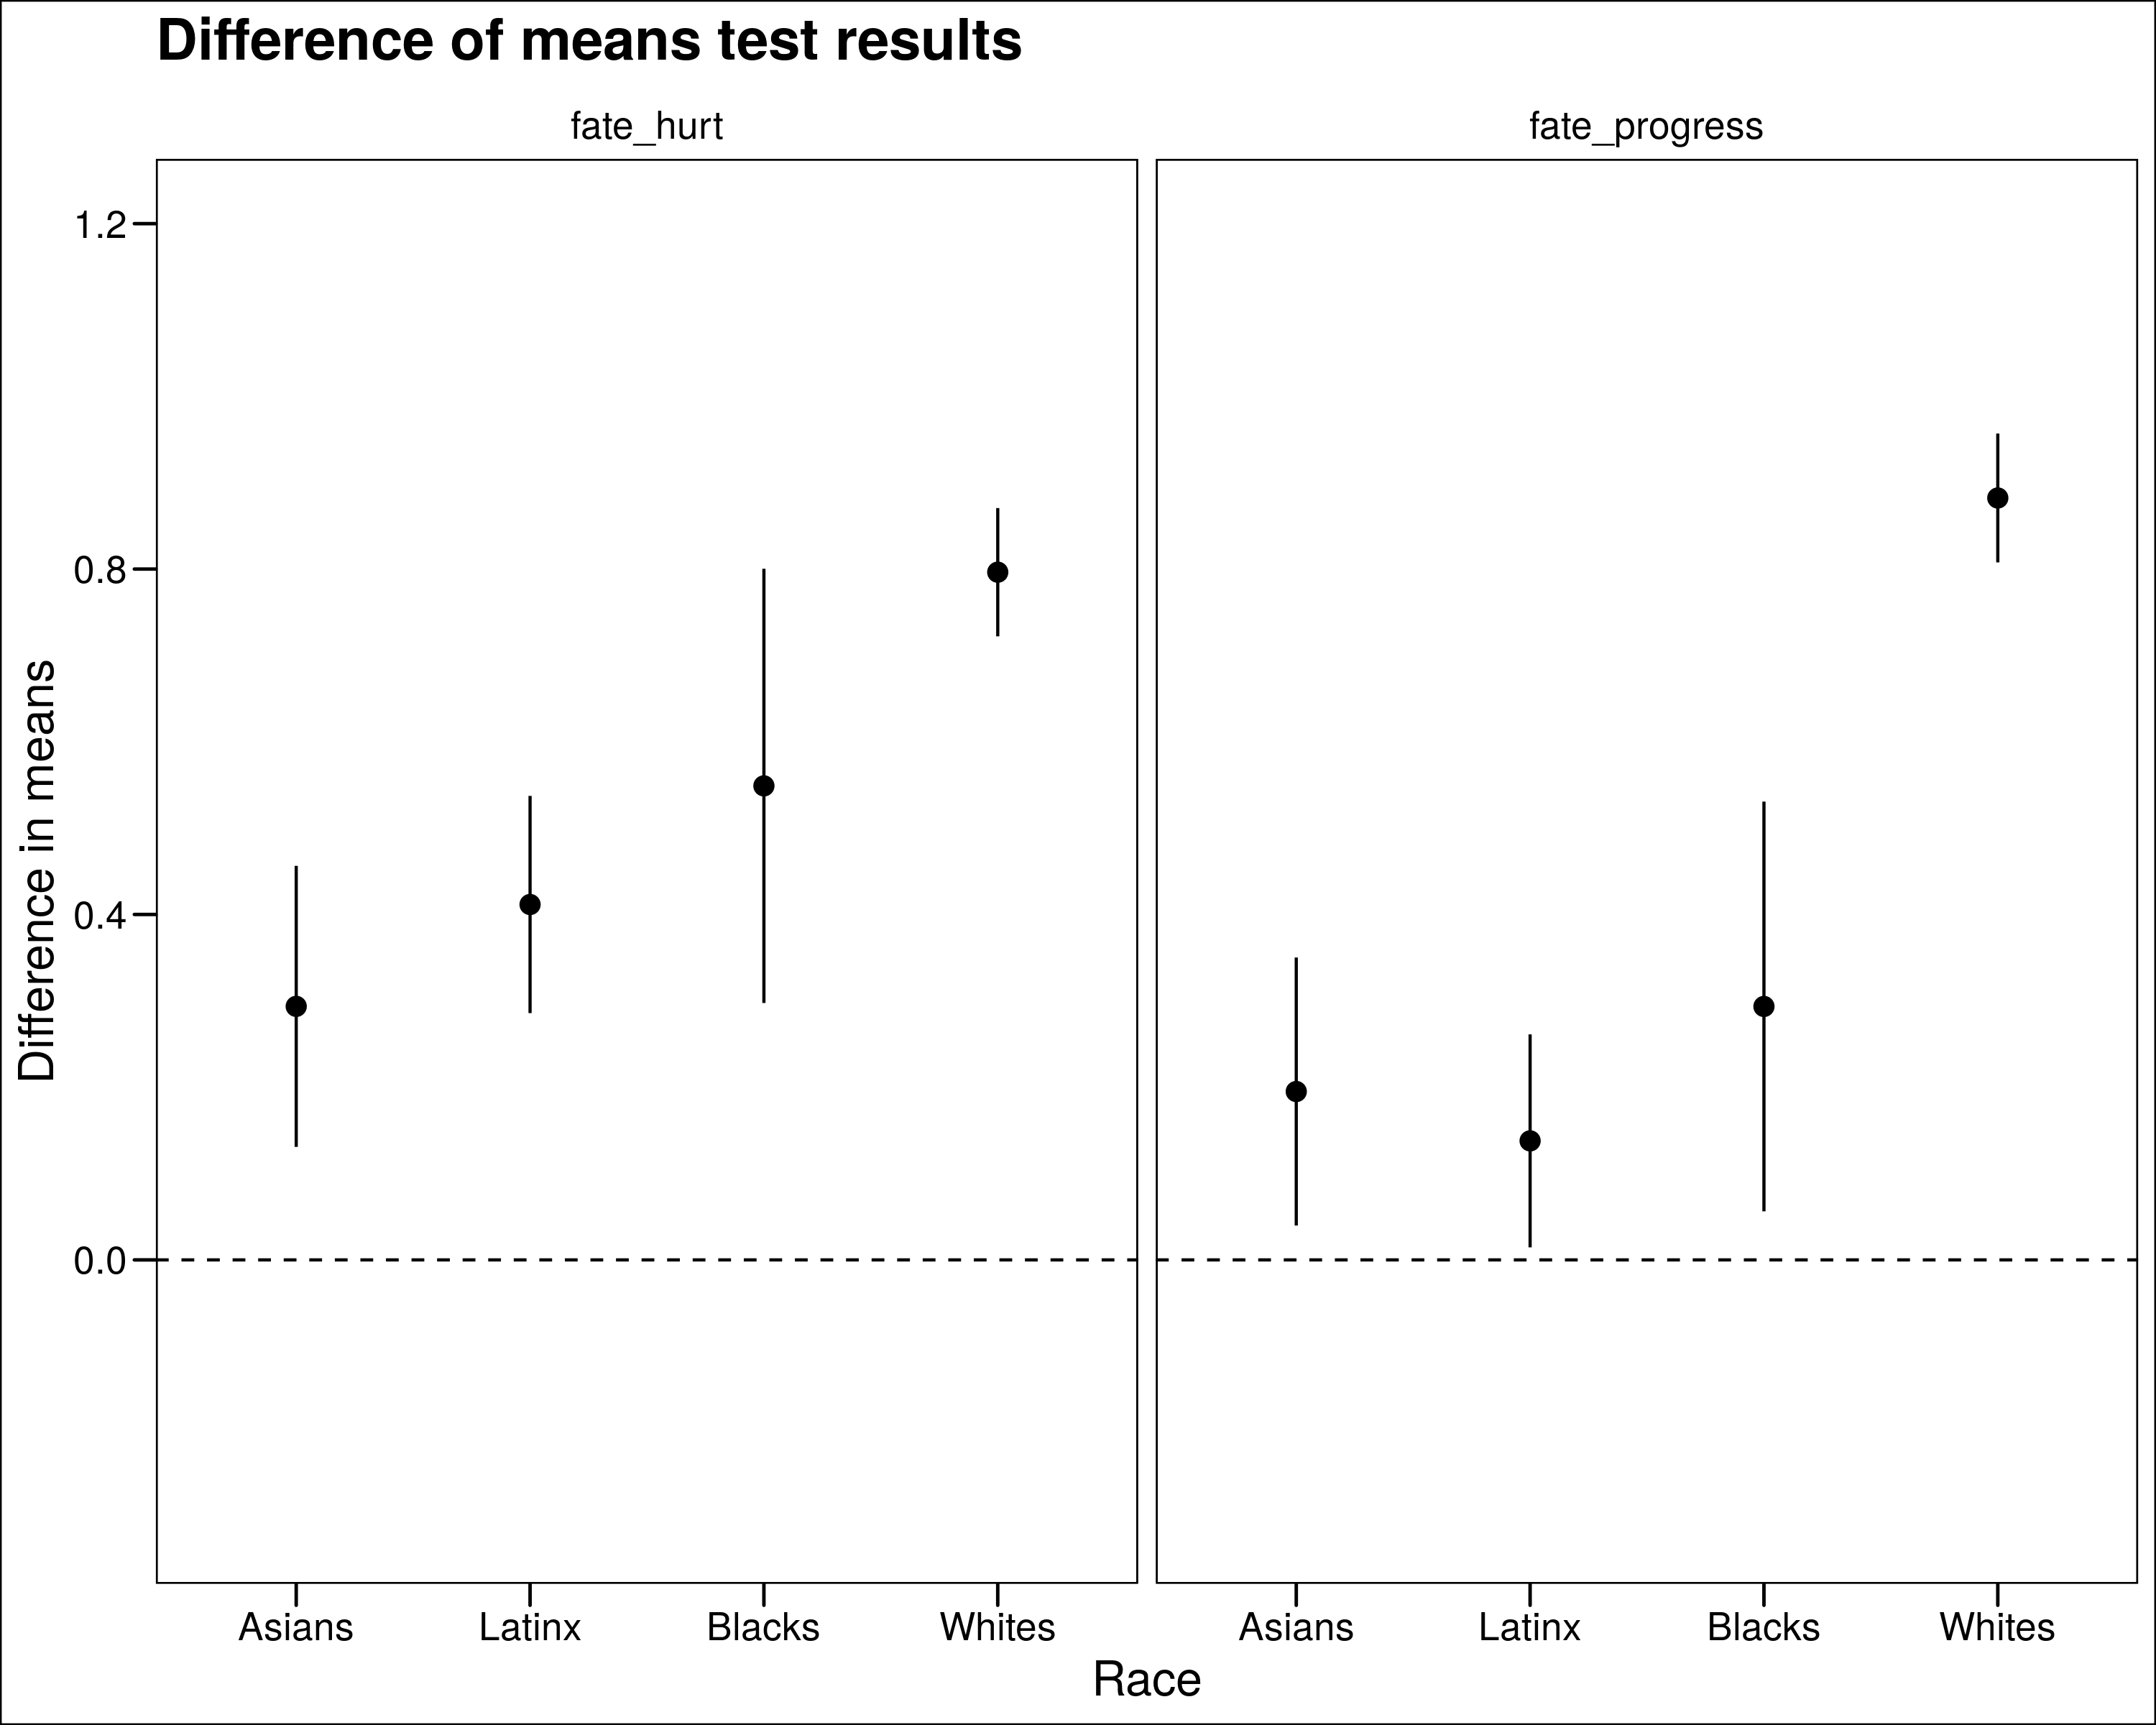 Difference of means test results
fate_hurt
fate_progress
Difference in means
1.2
0.8
0.4
0.0
Asians Latinx Blacks Whites
Asians Latinx Blacks Whites
Race